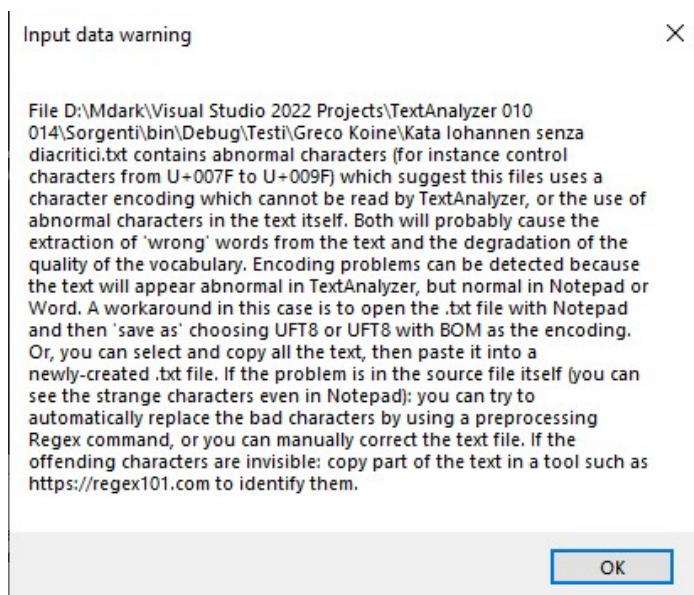 Input data warning
File D:\Mdark\Visual Studio 2022 Projects\TextAnalyzer 010
014\Sorgenti\bin\Debug\Testi\Greco Koine\Kata Iohannen senza
diacritici.txt contains abnormal characters (for instance control
characters from U+007F to U+009F) which suggest this files uses a
character encoding which cannot be read by TextAnalyzer, or the use of
abnormal characters in the text itself. Both will probably cause the
extraction of 'wrong' words from the text and the degradation of the
quality of the vocabulary. Encoding problems can be detected because
the text will appear abnormal in TextAnalyzer, but normal in Notepad or
Word. A workaround in this case is to open the .txt file with Notepad
and then 'save as' choosing UFT8 or UFT8 with BOM as the encoding.
Or, you can select and copy all the text, then paste it into a
newly-created .txt file. If the problem is in the source file itself (you can
see the strange characters even in Notepad): you can try to
automatically replace the bad characters by using a preprocessing
Regex command, or you can manually correct the text file. If the
offending characters are invisible: copy part of the text in a tool such as
https://regex101.com to identify them.
OK